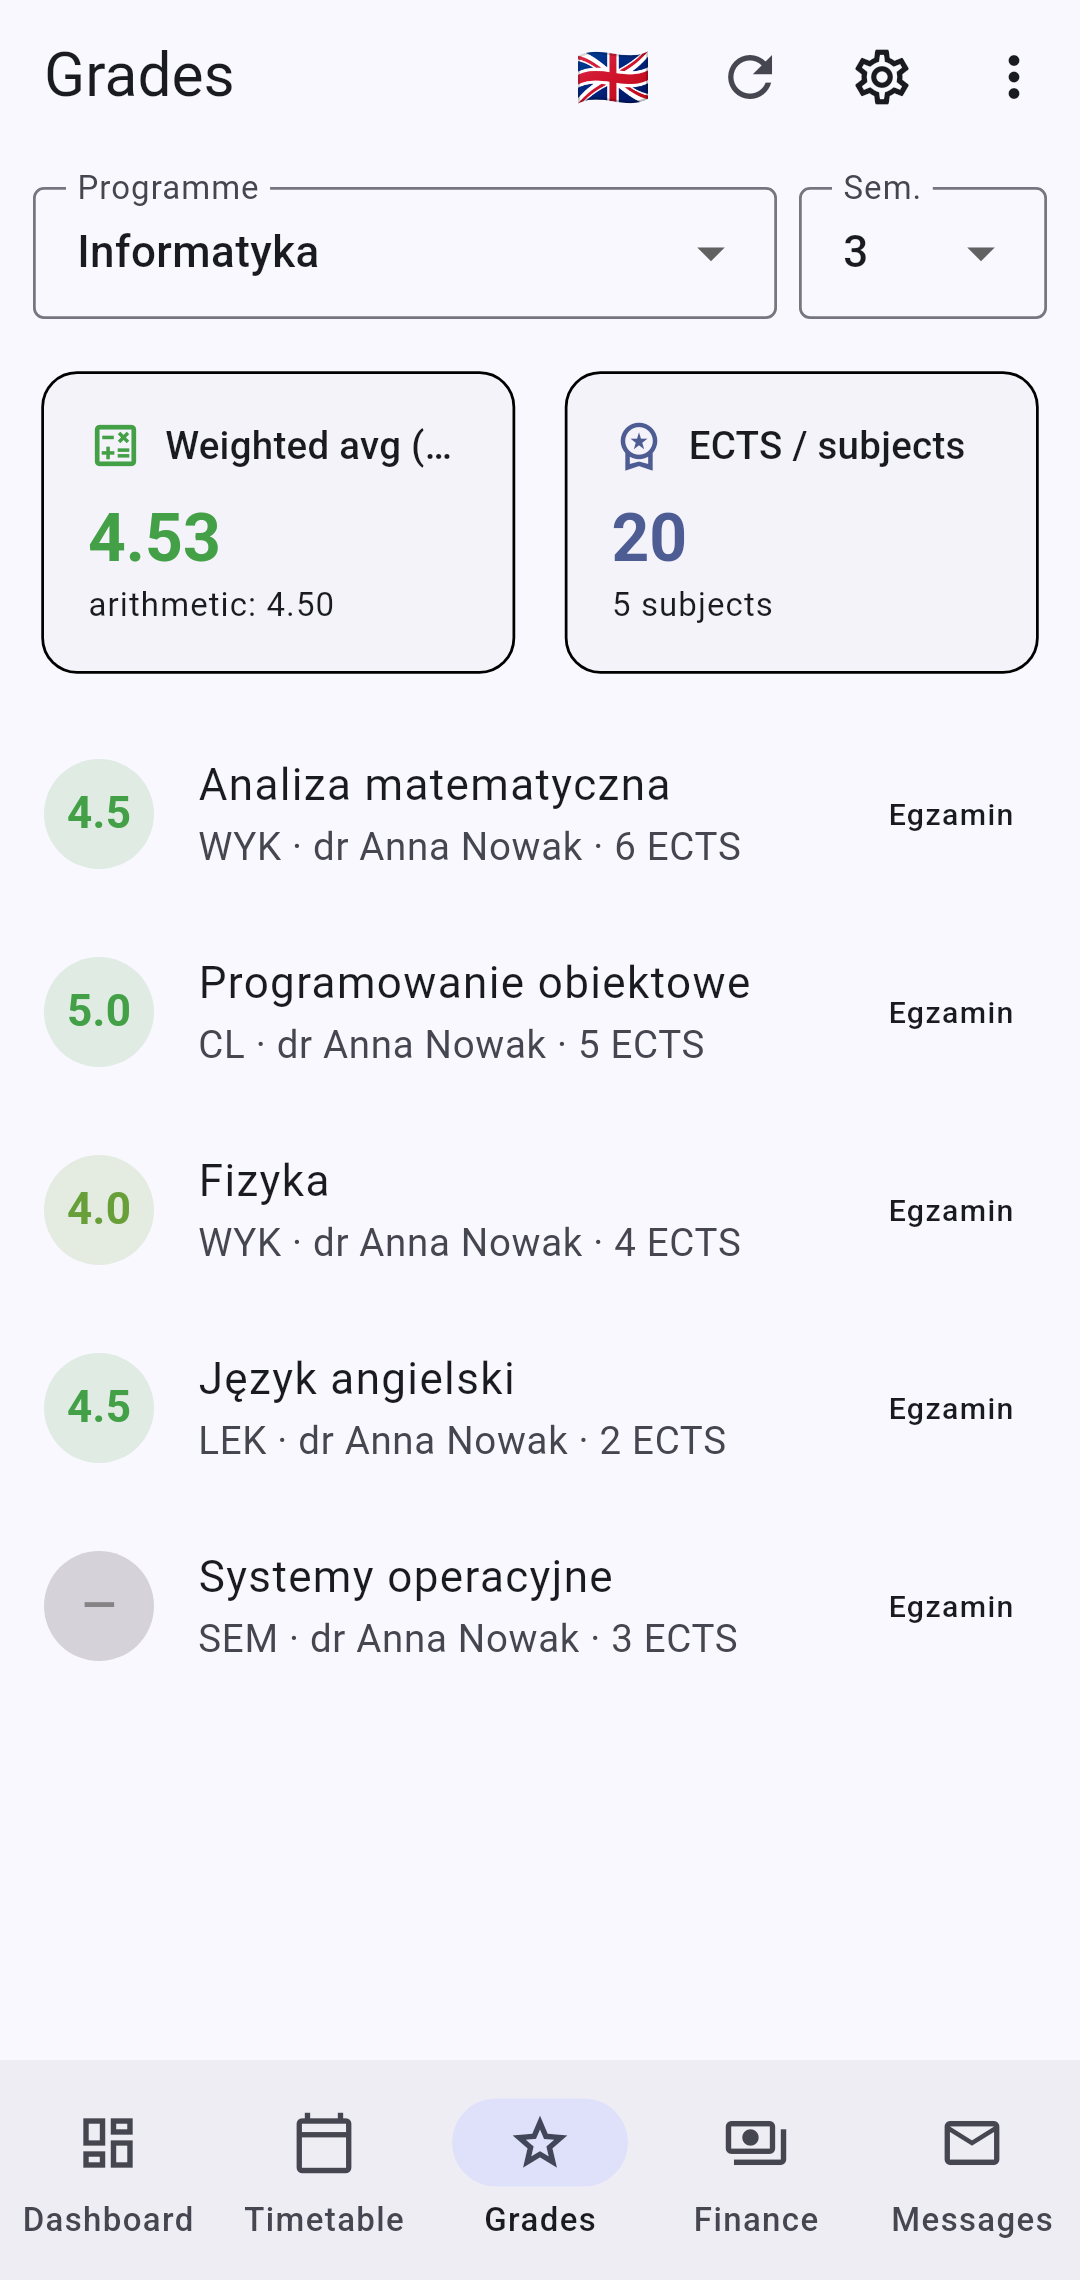 Grades
Programme
Sem.
Informatyka
3
Weighted avg (…
4.53
arithmetic: 4.50
ECTS / subjects
20
5 subjects
4.5
Analiza matematyczna
WYK · dr Anna Nowak · 6 ECTS
Egzamin
5.0
Programowanie obiektowe
CL · dr Anna Nowak · 5 ECTS
Egzamin
4.0
Fizyka
WYK · dr Anna Nowak · 4 ECTS
Egzamin
4.5
Język angielski
LEK · dr Anna Nowak · 2 ECTS
Egzamin
–
Systemy operacyjne
SEM · dr Anna Nowak · 3 ECTS
Egzamin
Dashboard
Timetable
Grades
Finance
Messages